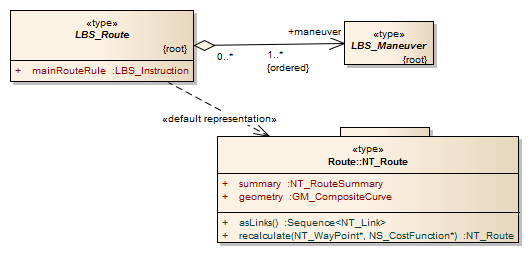 «type»
LBS_Route
{root}
+ mainRouteRule :LBS_Instruction
+maneuver
0..*
1..*
{ordered}
«type»
LBS_Maneuver
{root}
«default representation»
«type»
Route::NT_Route
+ summary :NT_RouteSummary
+ geometry :GM_CompositeCurve
+ asLinks() :Sequence<NT_Link>
+ recalculate(NT_WayPoint*, NS_CostFunction*) :NT_Route